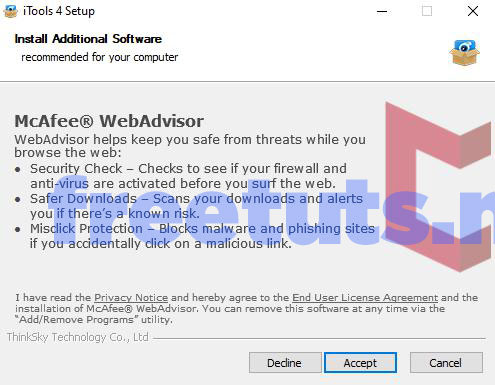 iTools 4 Setup
Install Additional Software
recommended for your computer
McAfee® WebAdvisor
WebAdvisor helps keep you safe from threats while you
browse the web:
• Security Check – Checks to see if your firewall and
anti-virus are activated before you surf the web.
• Safer Downloads – Scans your downloads and alerts
you if there's a known risk.
• Misclick Protection - Blocks malware and phishing sites
if you accidentally click on a malicious link.
freetuts.n
I have read the Privacy Notice and hereby agree to the End User License Agreement and the
installation of McAfee® WebAdvisor. You can remove this software at any time via the
"Add/Remove Programs" utility.
ThinkSky Technology Co., Ltd
Decline Accept Cancel